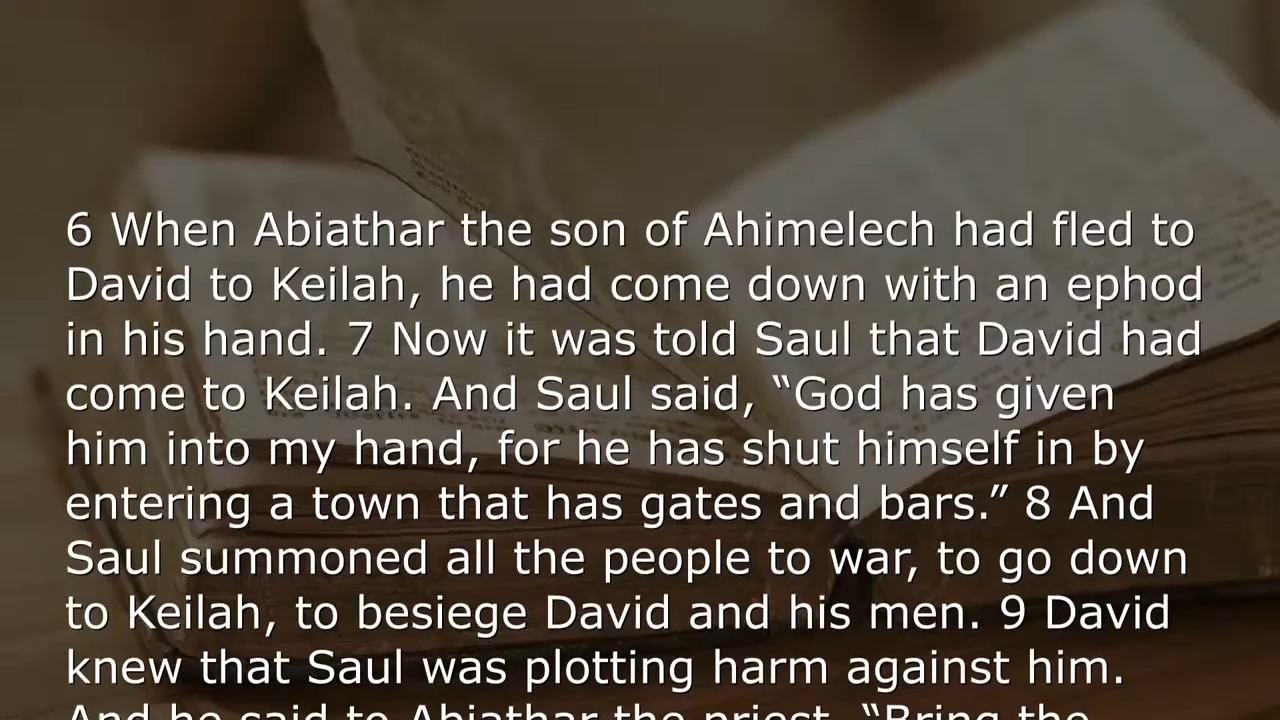 6 When Abiathar the son of Ahimelech had fled to
David to Keilah, he had come down with an ephod
in his hand. 7 Now it was told Saul that David had
come to Keilah. And Saul said, “God has given
him into my hand, for he has shut himself in by
entering a town that has gates and bars.” 8 And
Saul summoned all the people to war, to go down
to Keilah, to besiege David and his men. 9 David
knew that Saul was plotting harm against him.
And he said to Abiathar the priest, “Bring the